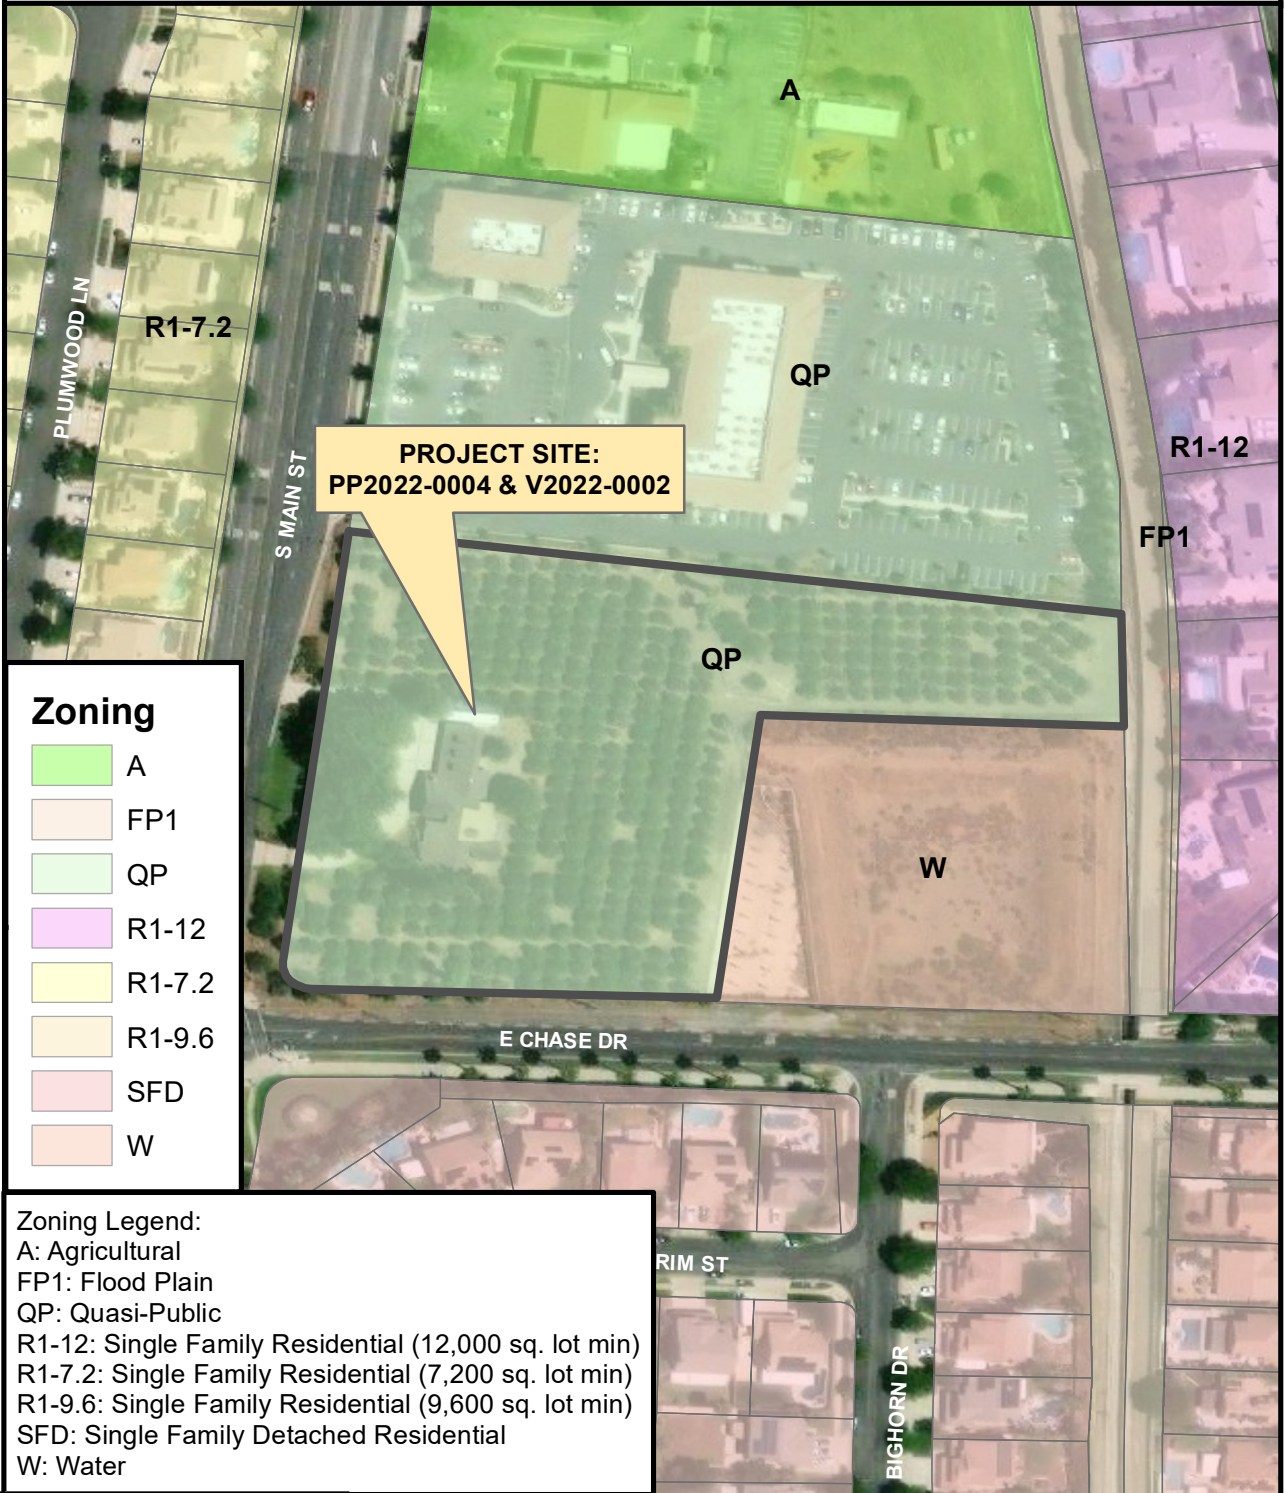 A
PLUMWOOD LN
R1-7.2
QP
S MAIN ST
R1-12
PROJECT SITE:
PP2022-0004 & V2022-0002
FP1
QP
W
Zoning
A
FP1
QP
R1-12
R1-7.2
R1-9.6
SFD
W
E CHASE DR
RIM ST
BIGHORN DR
Zoning Legend:
A: Agricultural
FP1: Flood Plain
QP: Quasi-Public
R1-12: Single Family Residential (12,000 sq. lot min)
R1-7.2: Single Family Residential (7,200 sq. lot min)
R1-9.6: Single Family Residential (9,600 sq. lot min)
SFD: Single Family Detached Residential
W: Water